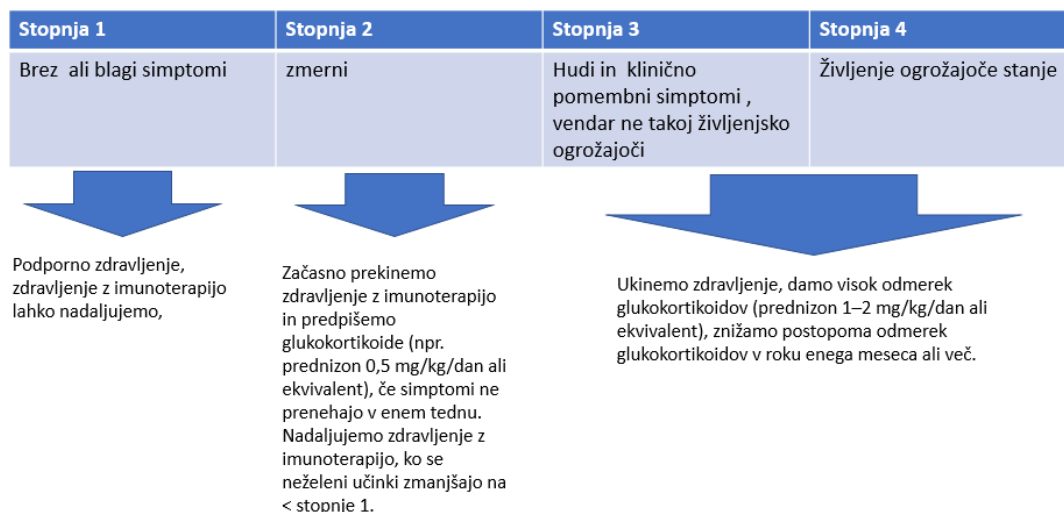 Stopnja 1
Stopnja 2
Stopnja 3
Stopnja 4
Brez ali blagi simptomi
zmerni
Hudi in klinično
pomembni simptomi ,
vendar ne takoj življenjsko
ogrožajoči
Življenje ogrožajoče stanje
Podporno zdravljenje,
zdravljenje z imunoterapijo
lahko nadaljujemo,
Začasno prekinemo
zdravljenje z imunoterapijo
in predpišemo
glukokortikoide (npr.
prednizon 0,5 mg/kg/dan ali
ekvivalent), če simptomi ne
prenehajo v enem tednu.
Nadaljujemo zdravljenje z
imunoterapijo, ko se
neželeni učinki zmanjšajo na
< stopnje 1.
Ukinemo zdravljenje, damo visok odmerek
glukokortikoidov (prednizon 1–2 mg/kg/dan ali
ekvivalent), znižamo postopoma odmerek
glukokortikoidov v roku enega meseca ali več.